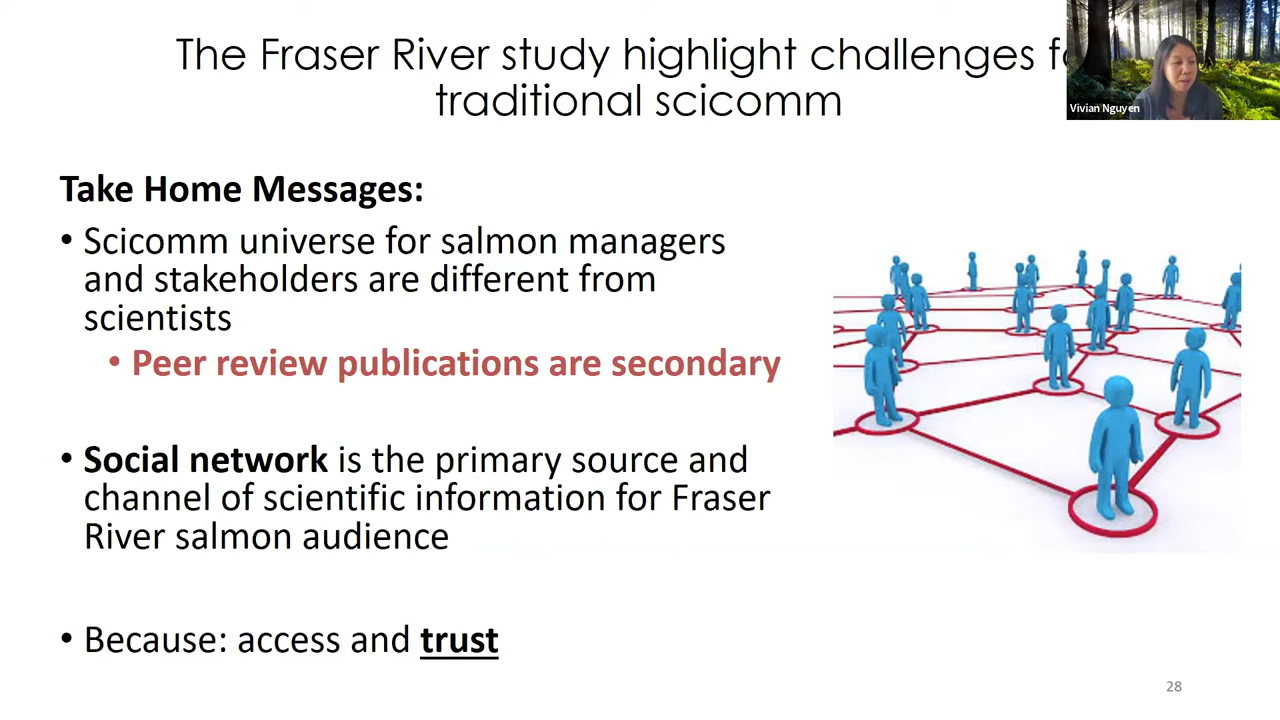 The Fraser River study highlight challenges
traditional scicomm
Vivian Nguyen
Take Home Messages:
• Scicomm universe for salmon managers
and stakeholders are different from
scientists
• Peer review publications are secondary
• Social network is the primary source and
channel of scientific information for Fraser
River salmon audience
• Because: access and trust
28